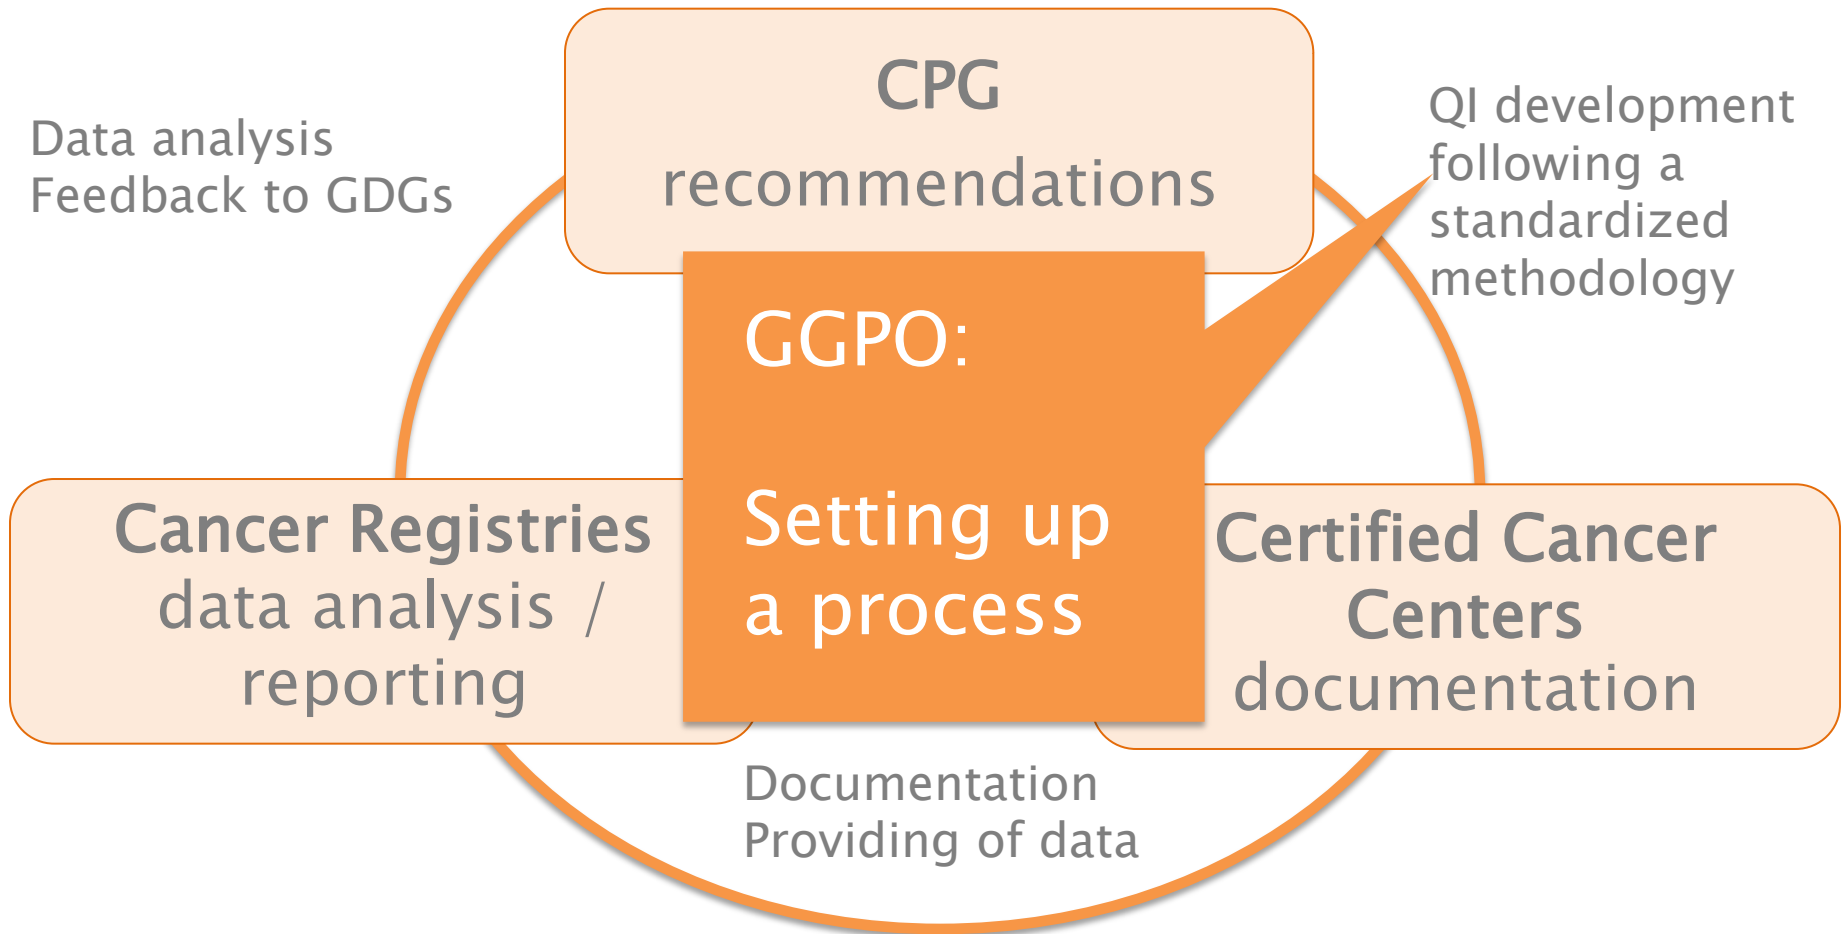 CPG
recommendations
Data analysis
Feedback to GDGs
QI development
following a
standardized
methodology
GGPO:
Setting up
a process
Cancer Registries
data analysis /
reporting
Certified Cancer
Centers
documentation
Documentation
Providing of data